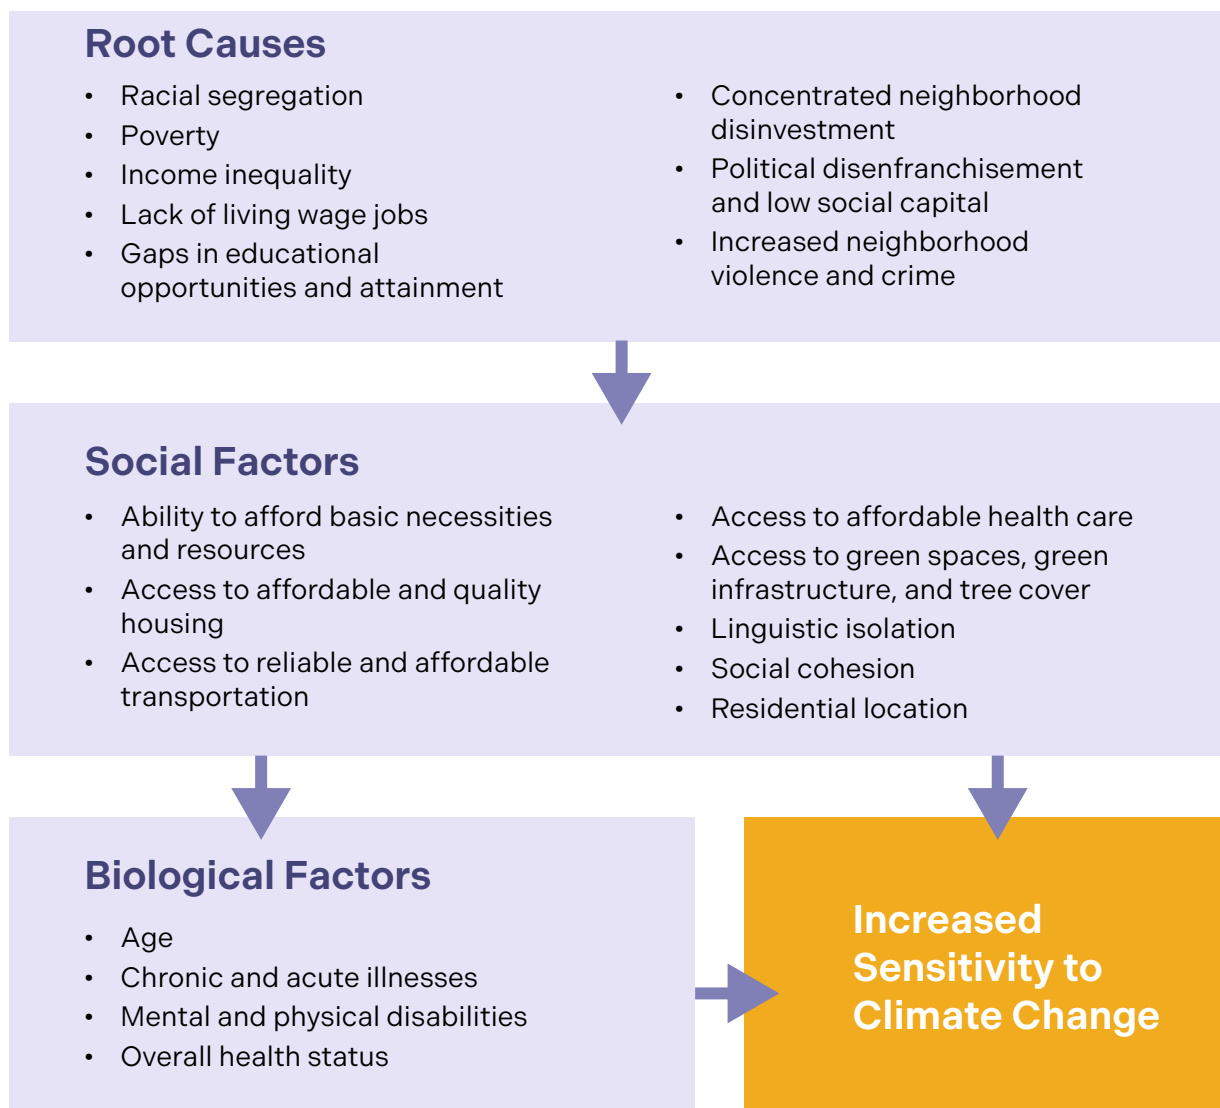 Root Causes
• Racial segregation
• Poverty
• Income inequality
• Lack of living wage jobs
• Gaps in educational
opportunities and attainment
• Concentrated neighborhood
disinvestment
• Political disenfranchisement
and low social capital
• Increased neighborhood
violence and crime
Social Factors
• Ability to afford basic necessities
and resources
• Access to affordable and quality
housing
• Access to reliable and affordable
transportation
• Access to affordable health care
• Access to green spaces, green
infrastructure, and tree cover
• Linguistic isolation
• Social cohesion
• Residential location
Biological Factors
• Age
• Chronic and acute illnesses
• Mental and physical disabilities
• Overall health status
Increased
Sensitivity to
Climate Change